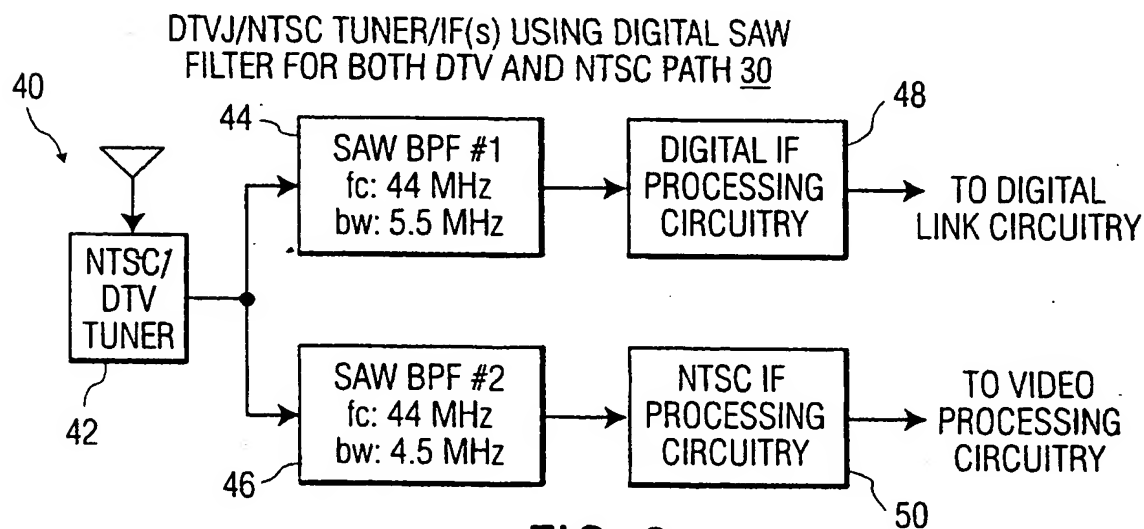 DTVJ/NTSC TUNER/IF(s) USING DIGITAL SAW
FILTER FOR BOTH DTV AND NTSC PATH 30
40
44
SAW BPF #1
fc: 44 MHz
bw: 5.5 MHz
48
DIGITAL IF
PROCESSING
CIRCUITRY
TO DIGITAL
LINK CIRCUITRY
NTSC/
DTV
TUNER
42
SAW BPF #2
fc: 44 MHz
bw: 4.5 MHz
46
NTSC IF
PROCESSING
CIRCUITRY
50
TO VIDEO
PROCESSING
CIRCUITRY